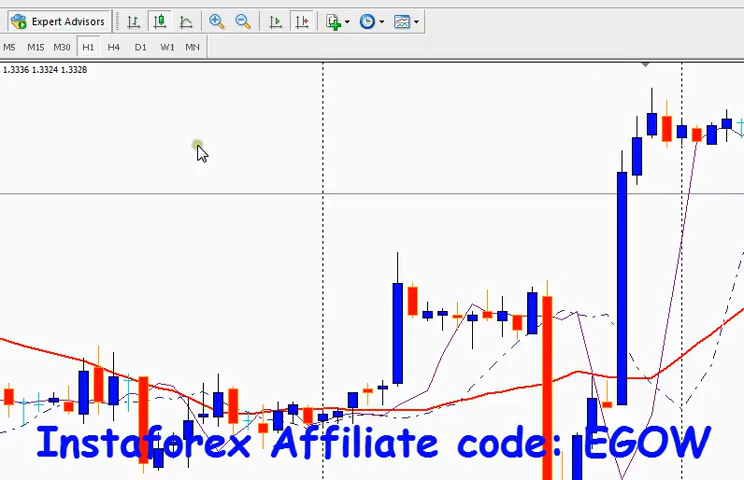 Expert Advisors
M5 M15 M30 H1 H4 D1 W1 MN
1.3336 1.3324 1.3328
Instaforex Affiliate code: EGOW